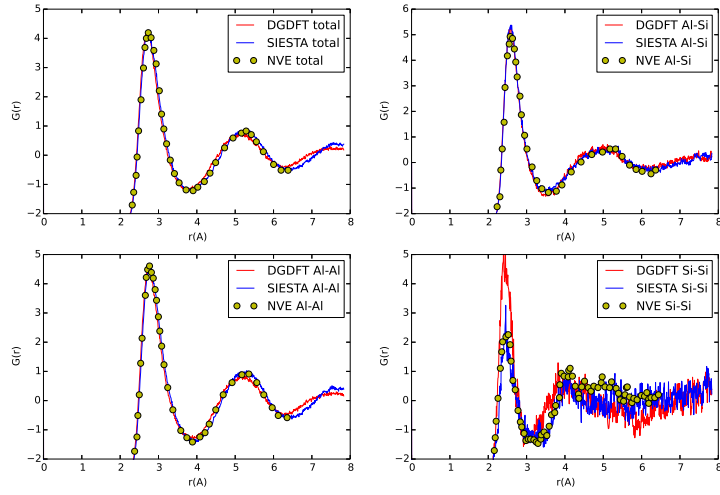 DGDFT total
SIESTA total
NVE total
G(r)
5
4
3
2
1
0
−1
−2
0 1 2 3 4 5 6 7 8
r(A)
DGDFT Al-Si
SIESTA Al-Si
NVE Al-Si
G(r)
6
5
4
3
2
1
0
−1
−2
0 1 2 3 4 5 6 7 8
r(A)
DGDFT Al-Al
SIESTA Al-Al
NVE Al-Al
G(r)
5
4
3
2
1
0
−1
−2
0 1 2 3 4 5 6 7 8
r(A)
DGDFT Si-Si
SIESTA Si-Si
NVE Si-Si
G(r)
5
4
3
2
1
0
−1
−2
0 1 2 3 4 5 6 7 8
r(A)